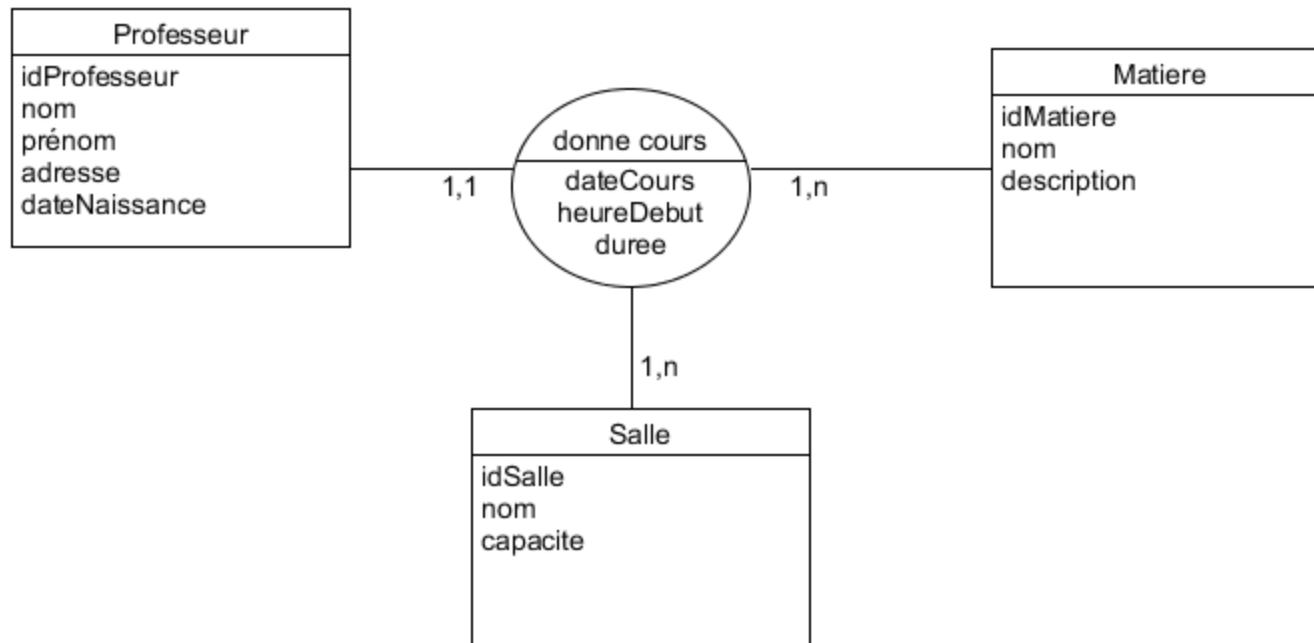 Professeur
idProfesseur
nom
prénom
adresse
dateNaissance
1,1
donne cours
dateCours
heureDebut
duree
1,n
Matiere
idMatiere
nom
description
1,n
Salle
idSalle
nom
capacite